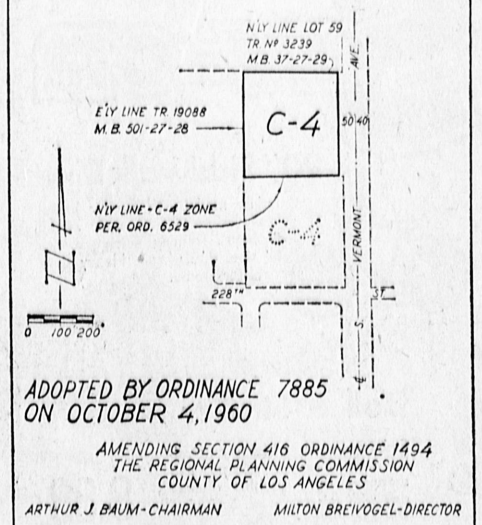 N'LY LINE LOT 59
TR. Nº 3239
M.B. 37-27-29
AVE.
E'LY LINE TR. 19088
M.B. 501-27-28
C-4
50 40
N'LY LINE - C-4 ZONE
PER. ORD. 6529
C-4
VERMONT
S.
228TH
ST
0 100 200
ADOPTED BY ORDINANCE 7885
ON OCTOBER 4, 1960
AMENDING SECTION 416 ORDINANCE 1494
THE REGIONAL PLANNING COMMISSION
COUNTY OF LOS ANGELES
ARTHUR J. BAUM - CHAIRMAN MILTON BREIVOGEL - DIRECTOR